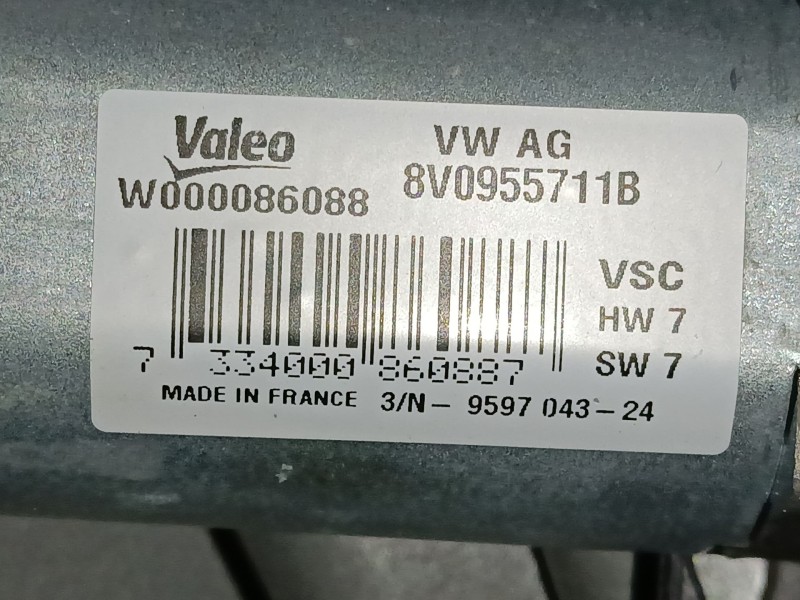 Valeo
VW AG
W000086088
8V0955711B
VSC
HW 7
SW 7
7 334000 860887
MADE IN FRANCE 3/N- 9597 043-24